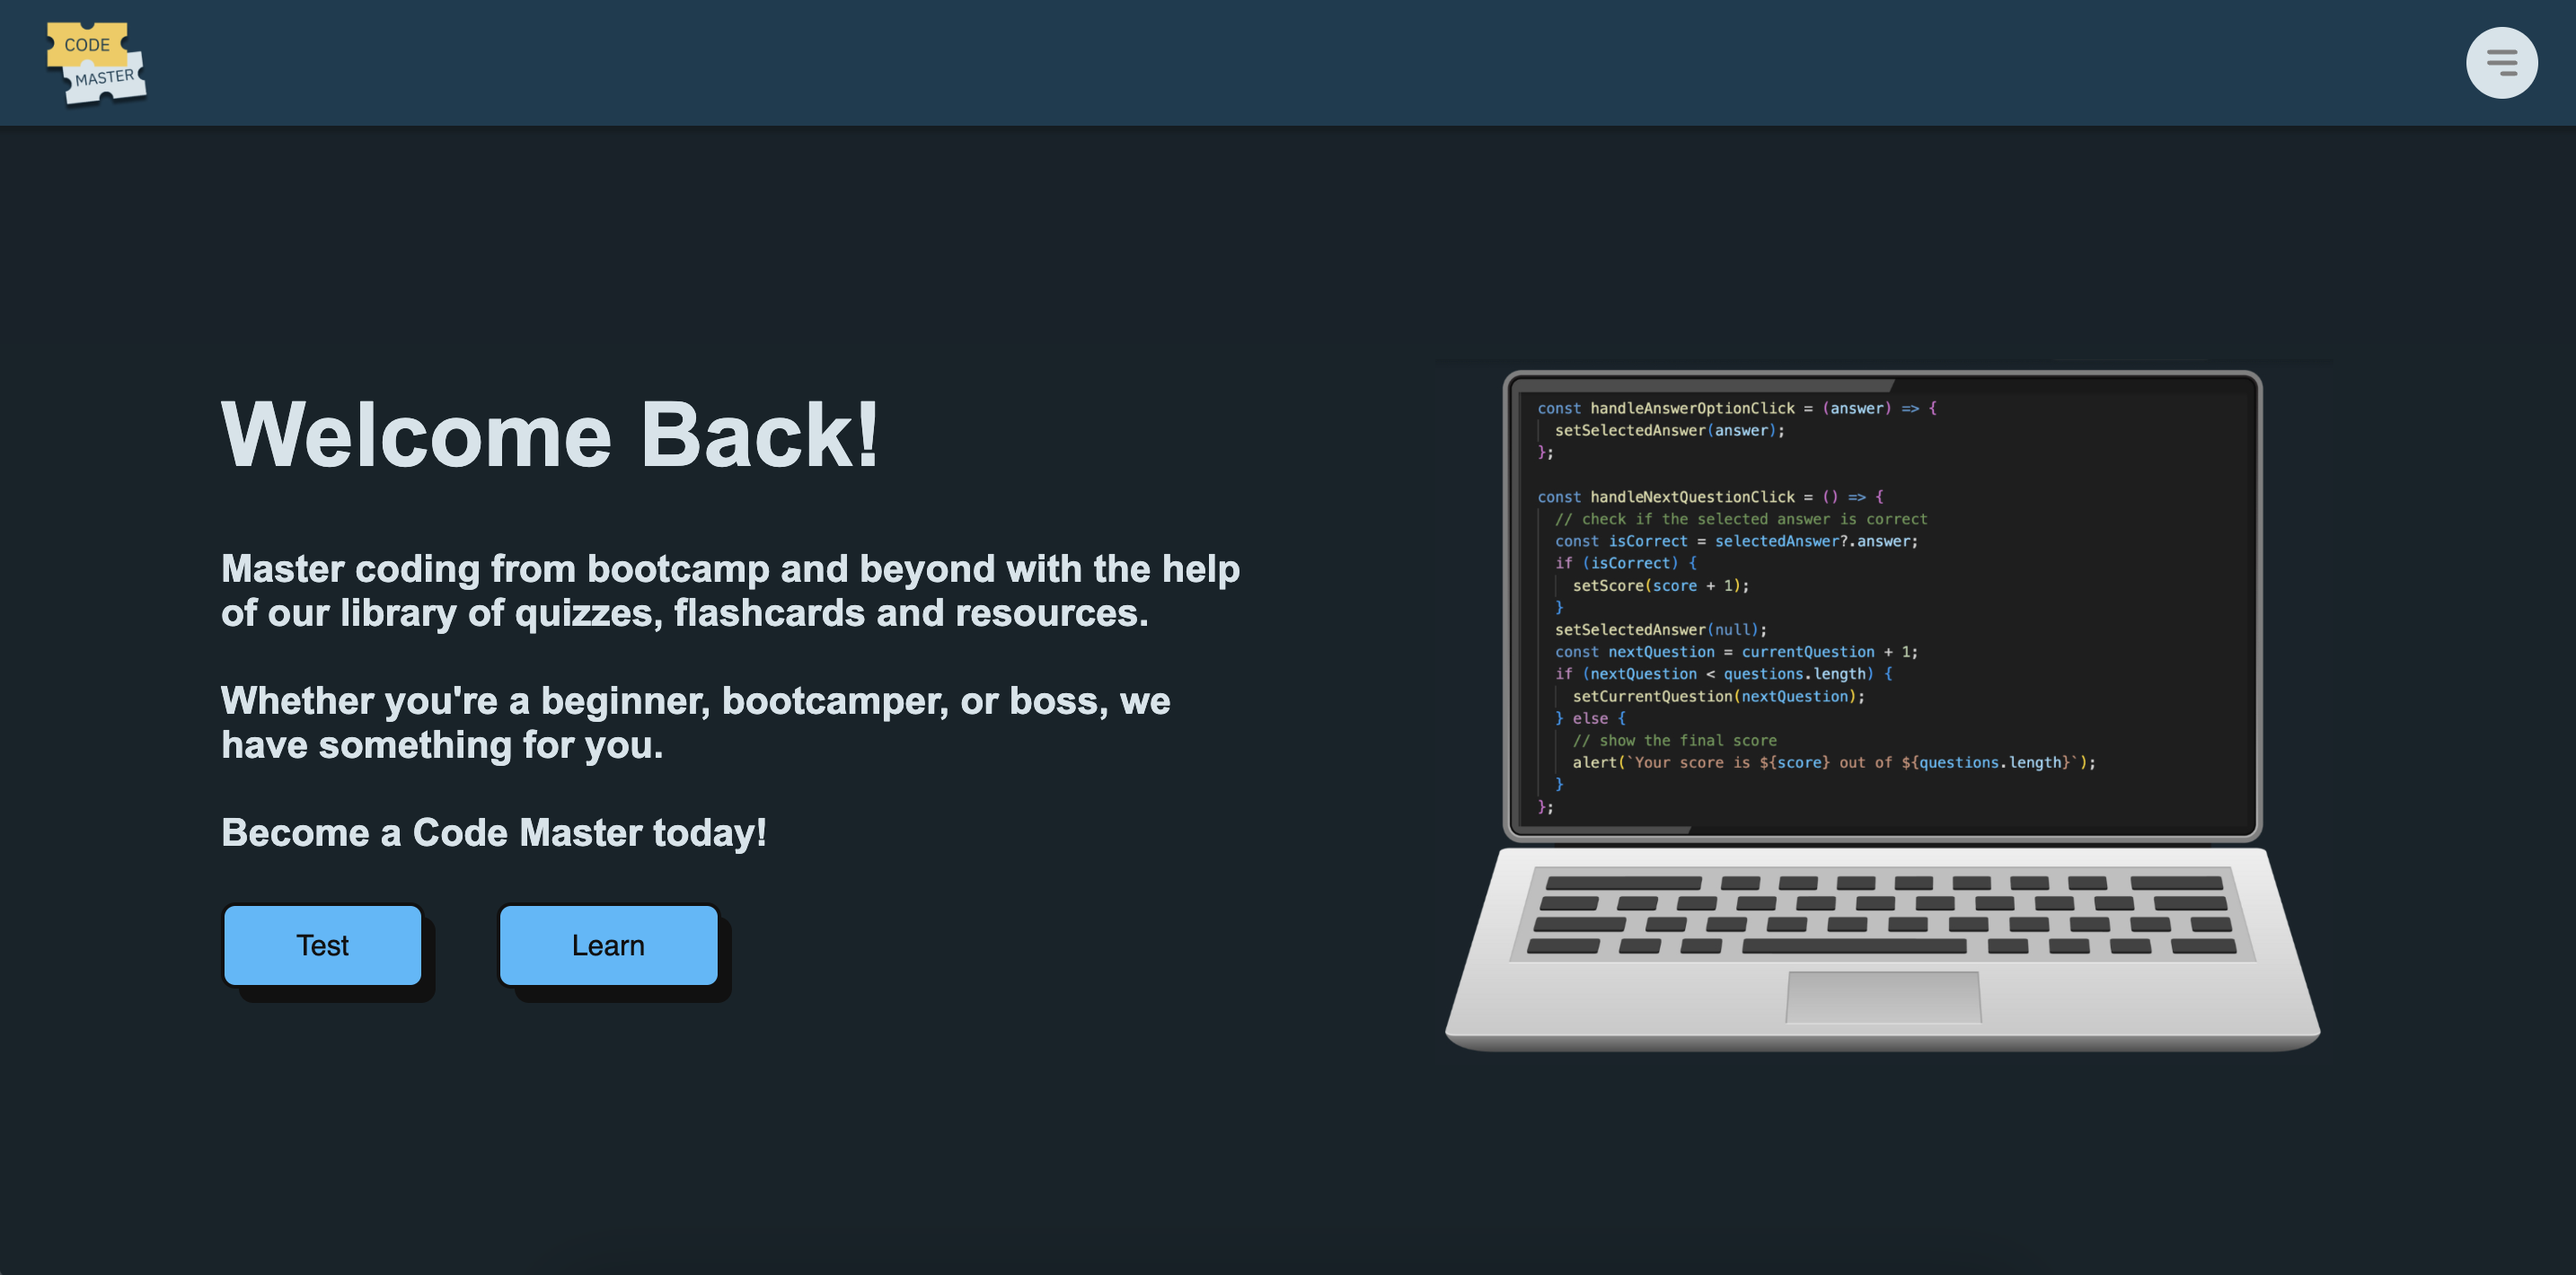 CODE
MASTER
Welcome Back!
Master coding from bootcamp and beyond with the help
of our library of quizzes, flashcards and resources.
Whether you're a beginner, bootcamper, or boss, we
have something for you.
Become a Code Master today!
Test
Learn
const handleAnswerOptionClick = (answer) => {
setSelectedAnswer(answer);
};
const handleNextQuestionClick = () => {
// check if the selected answer is correct
const isCorrect = selectedAnswer?.answer;
if (isCorrect) {
setScore(score + 1);
}
setSelectedAnswer(null);
const nextQuestion = currentQuestion + 1;
if (nextQuestion < questions.length) {
setCurrentQuestion(nextQuestion);
} else {
// show the final score
alert(`Your score is ${score} out of ${questions.length}`);
}
};